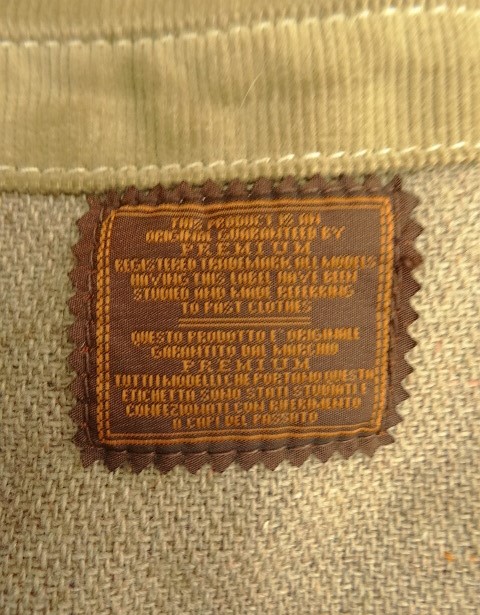 THIS PRODUCT IS AN
ORIGINAL GUARANTEED BY
PREMIUM
REGISTERED TRADEMARK ALL MODELS
HAVING THIS LABEL HAVE BEEN
STUDIED AND MADE REFERRING
TO PAST CLOTHES
QUESTO PRODOTTO E' ORIGINALE
GARANTITO DAL MARCHIO
PREMIUM
TUTTI I MODELLI CHE PORTANO QUESTA
ETICHETTA SONO STATI STUDIATI E
CONFEZIONATI CON RIFERIMENTO
A CAPI DEL PASSATO